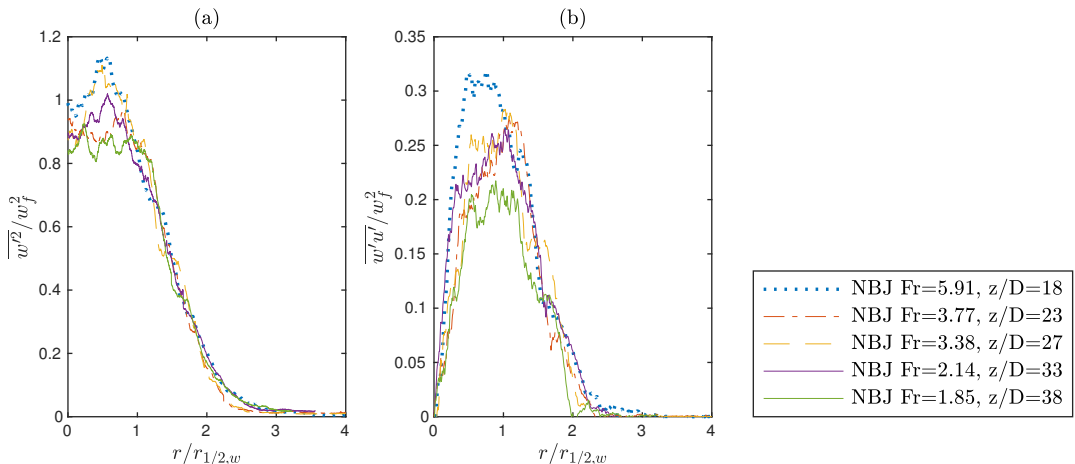 (a)
1.2
1
0.8
0.6
0.4
0.2
0
0 1 2 3 4
r/r_{1/2,w}
\overline{w'^2}/w_f^2
(b)
0.35
0.3
0.25
0.2
0.15
0.1
0.05
0
0 1 2 3 4
r/r_{1/2,w}
\overline{w'u'}/w_f^2
NBJ Fr=5.91, z/D=18
NBJ Fr=3.77, z/D=23
NBJ Fr=3.38, z/D=27
NBJ Fr=2.14, z/D=33
NBJ Fr=1.85, z/D=38